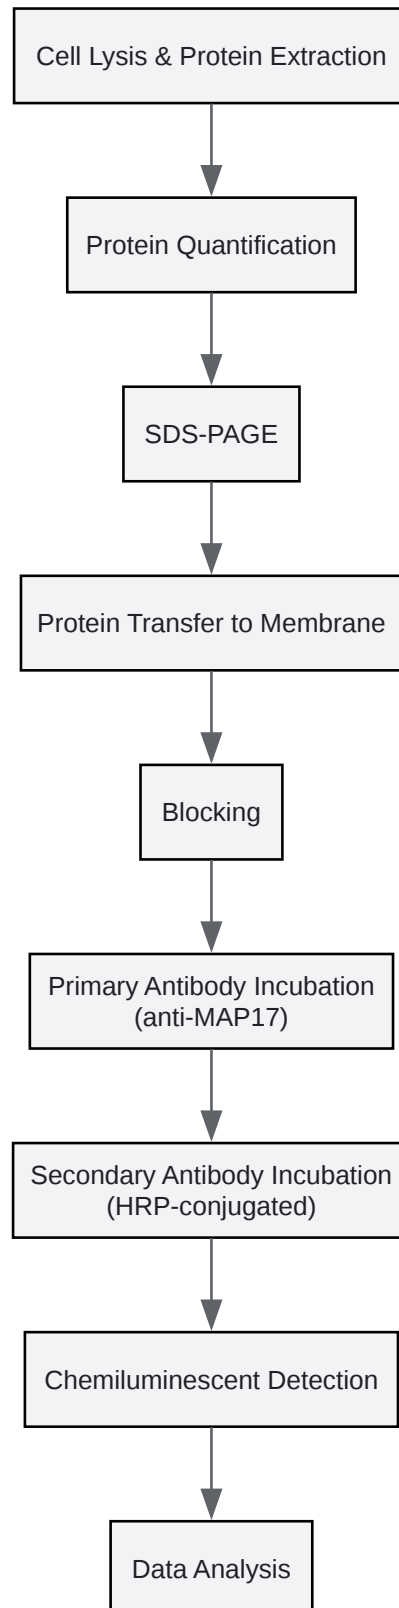 Cell Lysis & Protein Extraction
Protein Quantification
SDS-PAGE
Protein Transfer to Membrane
Blocking
Primary Antibody Incubation
(anti-MAP17)
Secondary Antibody Incubation
(HRP-conjugated)
Chemiluminescent Detection
Data Analysis